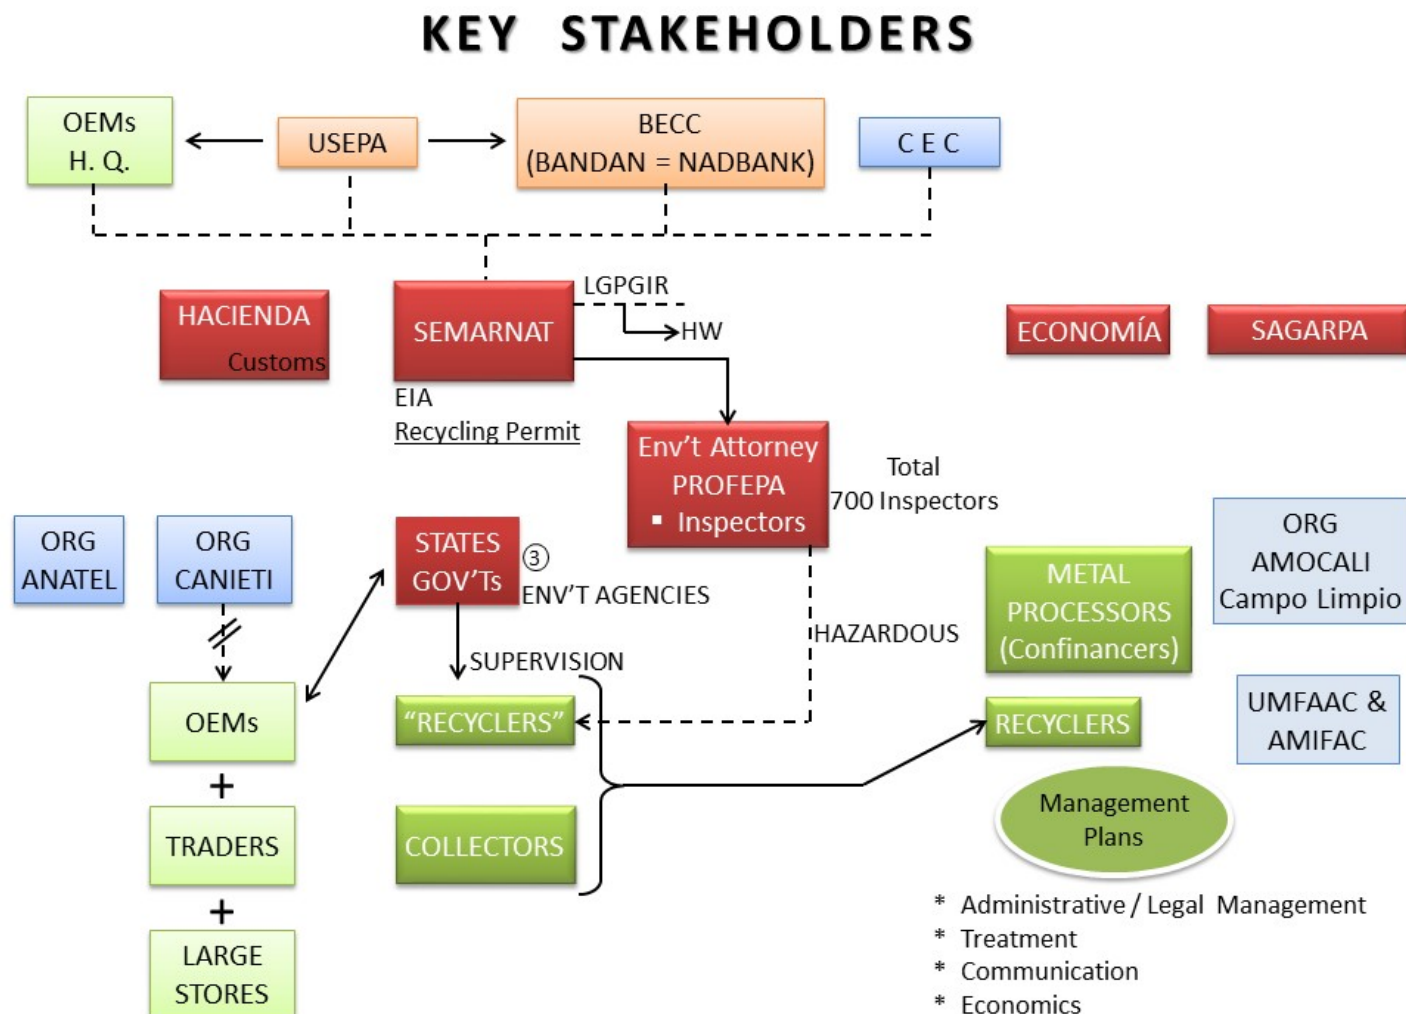 KEY STAKEHOLDERS
OEMs
H. Q.
USEPA
BECC
(BANDAN = NADBANK)
C E C
HACIENDA
Customs
SEMARNAT
LGPGIR
HW
ECONOMÍA
SAGARPA
EIA
Recycling Permit
Env't Attorney
PROFEPA
▪ Inspectors
Total
700 Inspectors
ORG
ANATEL
ORG
CANIETI
STATES
GOV'Ts
③
ENV'T AGENCIES
SUPERVISION
HAZARDOUS
METAL
PROCESSORS
(Confinancers)
ORG
AMOCALI
Campo Limpio
OEMs
“RECYCLERS”
RECYCLERS
UMFAAC &
AMIFAC
+
TRADERS
COLLECTORS
Management
Plans
+
LARGE
STORES
* Administrative / Legal Management
* Treatment
* Communication
* Economics